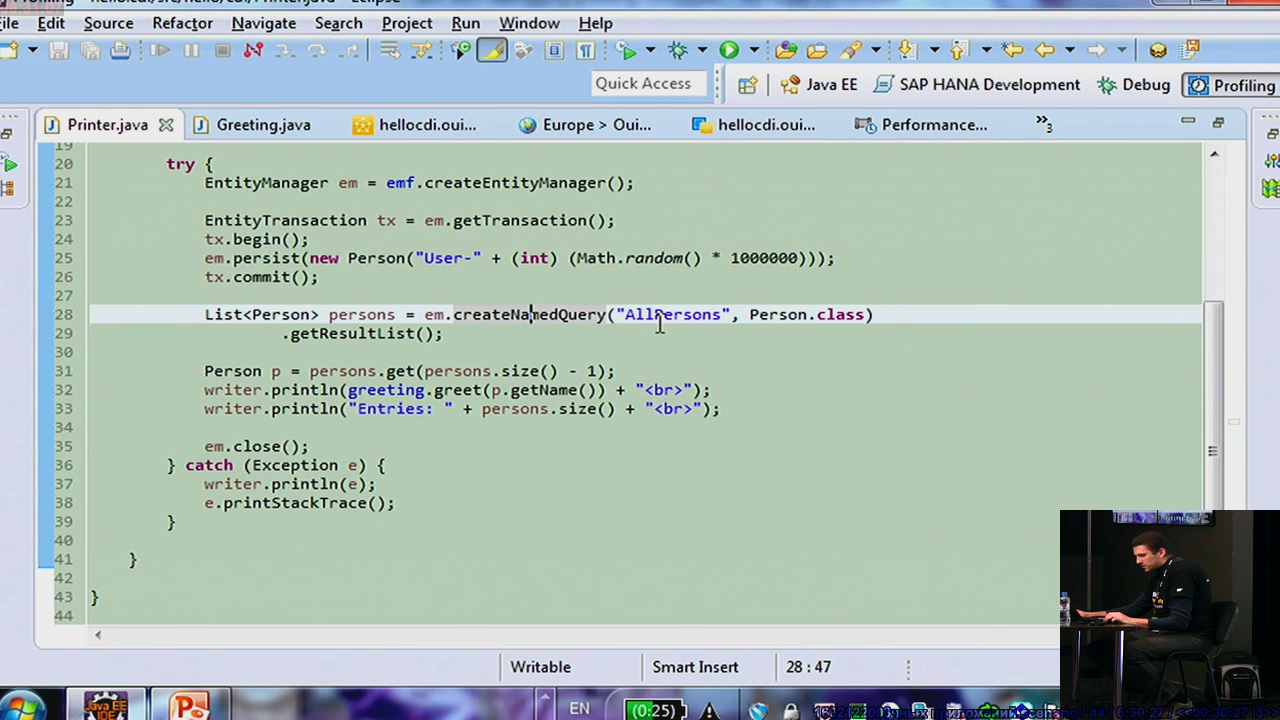 File Edit Source Refactor Navigate Search Project Run Window Help
Quick Access Java EE SAP HANA Development Debug Profiling
Printer.java Greeting.java hellocdi.oui... Europe > Oui... hellocdi.oui... Performance... »3
19
20 try {
21 EntityManager em = emf.createEntityManager();
22
23 EntityTransaction tx = em.getTransaction();
24 tx.begin();
25 em.persist(new Person("User-" + (int) (Math.random() * 1000000)));
26 tx.commit();
27
28 List<Person> persons = em.createNamedQuery("AllPersons", Person.class)
29 .getResultList();
30
31 Person p = persons.get(persons.size() - 1);
32 writer.println(greeting.greet(p.getName()) + "<br>");
33 writer.println("Entries: " + persons.size() + "<br>");
34
35 em.close();
36 } catch (Exception e) {
37 writer.println(e);
38 e.printStackTrace();
39 }
40
41 }
42
43 }
44
Writable Smart Insert 28 : 47
Java EE IDE EN (0:25)